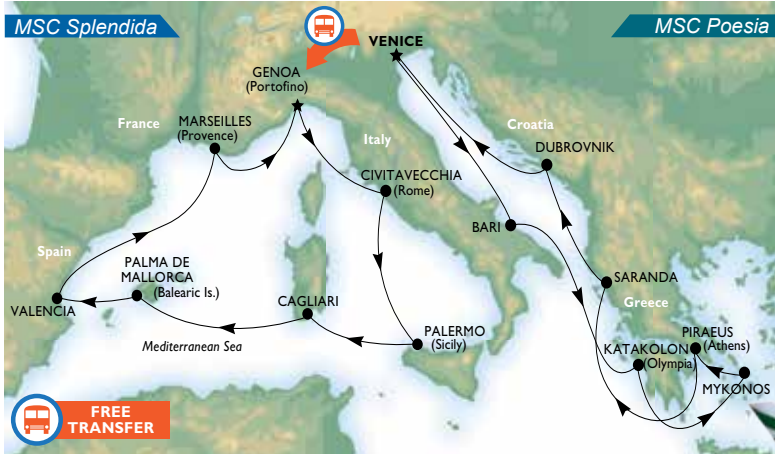 MSC Splendida
MSC Poesia
VENICE
GENOA
(Portofino)
France
MARSEILLES
(Provence)
Italy
Croatia
DUBROVNIK
CIVITAVECCHIA
(Rome)
BARI
Spain
PALMA DE
MALLORCA
(Balearic Is.)
VALENCIA
CAGLIARI
SARANDA
Greece
PALERMO
(Sicily)
Mediterranean Sea
PIRAEUS
(Athens)
KATAKOLON
(Olympia)
MYKONOS
FREE
TRANSFER